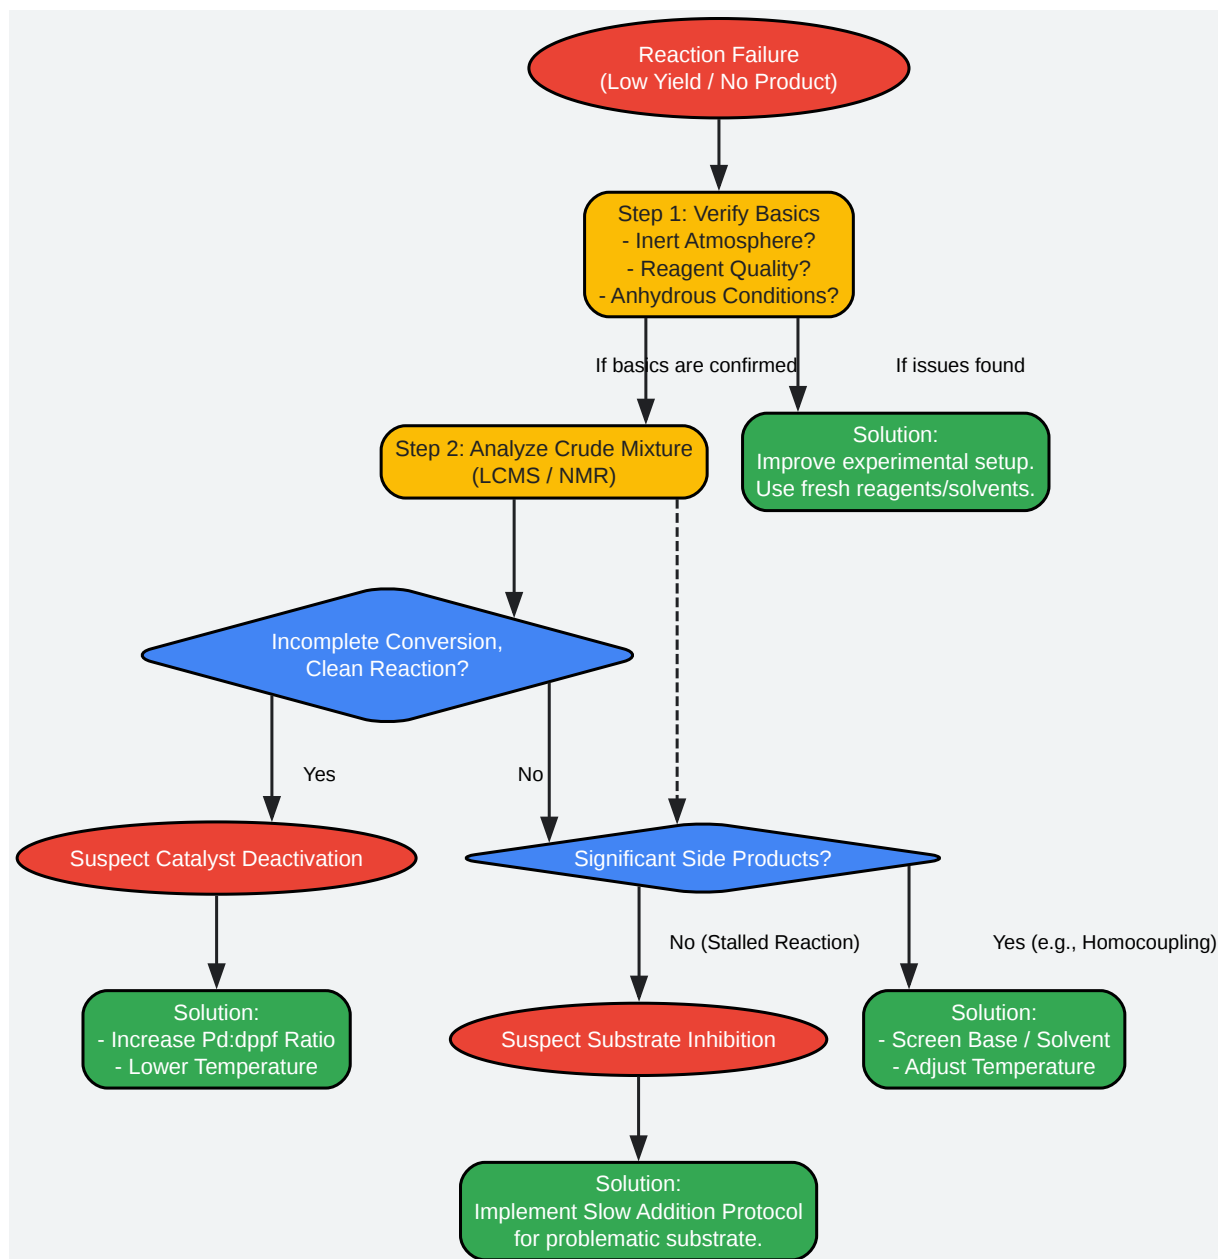 Reaction Failure
(Low Yield / No Product)
Step 1: Verify Basics
- Inert Atmosphere?
- Reagent Quality?
- Anhydrous Conditions?
If basics are confirmed
If issues found
Step 2: Analyze Crude Mixture
(LCMS / NMR)
Solution:
Improve experimental setup.
Use fresh reagents/solvents.
Incomplete Conversion,
Clean Reaction?
Yes
No
Suspect Catalyst Deactivation
Significant Side Products?
No (Stalled Reaction)
Yes (e.g., Homocoupling)
Solution:
- Increase Pd:dppf Ratio
- Lower Temperature
Suspect Substrate Inhibition
Solution:
- Screen Base / Solvent
- Adjust Temperature
Solution:
Implement Slow Addition Protocol
for problematic substrate.